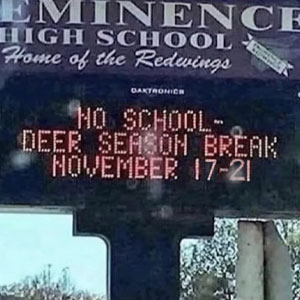 EMINENCE
HIGH SCHOOL
Home of the Redwings
DAKTRONICS
NO SCHOOL~
DEER SEASON BREAK
NOVEMBER 17-21